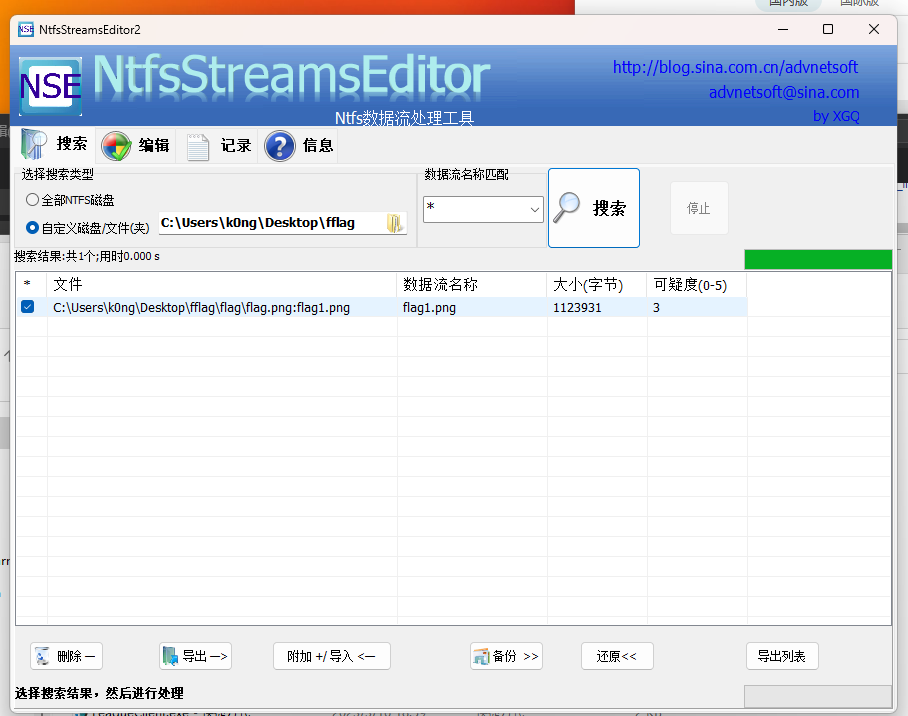 国内版 国际版
NSE NtfsStreamsEditor2
NSE NtfsStreamsEditor
Ntfs数据流处理工具
http://blog.sina.com.cn/advnetsoft
advnetsoft@sina.com
by XGQ
搜索 编辑 记录 信息
选择搜索类型
全部NTFS磁盘
自定义磁盘/文件(夹) C:\Users\k0ng\Desktop\fflag
数据流名称匹配
*
搜索
停止
搜索结果:共1个;用时0.000 s
* 文件 数据流名称 大小(字节) 可疑度(0-5)
C:\Users\k0ng\Desktop\fflag\flag\flag.png:flag1.png flag1.png 1123931 3
删除 — 导出 —> 附加 +/ 导入 <— 备份 >> 还原<< 导出列表
选择搜索结果，然后进行处理